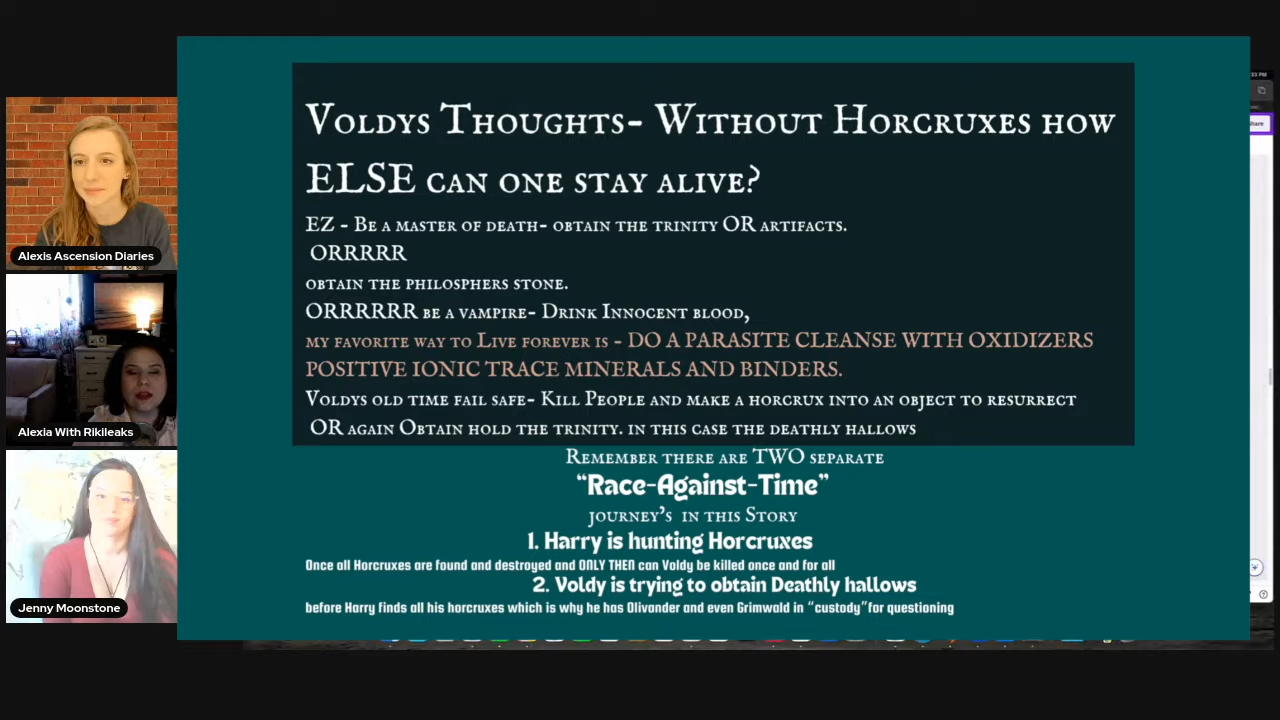 Voldys Thoughts- Without Horcruxes how
ELSE can one stay alive?
EZ - Be a master of death- obtain the trinity OR artifacts.
ORRRRR
obtain the philosphers stone.
ORRRRRR be a vampire- Drink Innocent blood,
my favorite way to Live forever is - DO A PARASITE CLEANSE WITH OXIDIZERS
POSITIVE IONIC TRACE MINERALS AND BINDERS.
Voldys old time fail safe- Kill People and make a horcrux into an object to resurrect
OR again Obtain hold the trinity. in this case the deathly hallows
Remember there are TWO separate
“Race-Against-Time”
journey's in this Story
1. Harry is hunting Horcruxes
Once all Horcruxes are found and destroyed and ONLY THEN can Voldy be killed once and for all
2. Voldy is trying to obtain Deathly hallows
before Harry finds all his horcruxes which is why he has Olivander and even Grimwald in “custody”for questioning
Alexis Ascension Diaries
Alexia With Rikileaks
Jenny Moonstone
:33 PM
hare